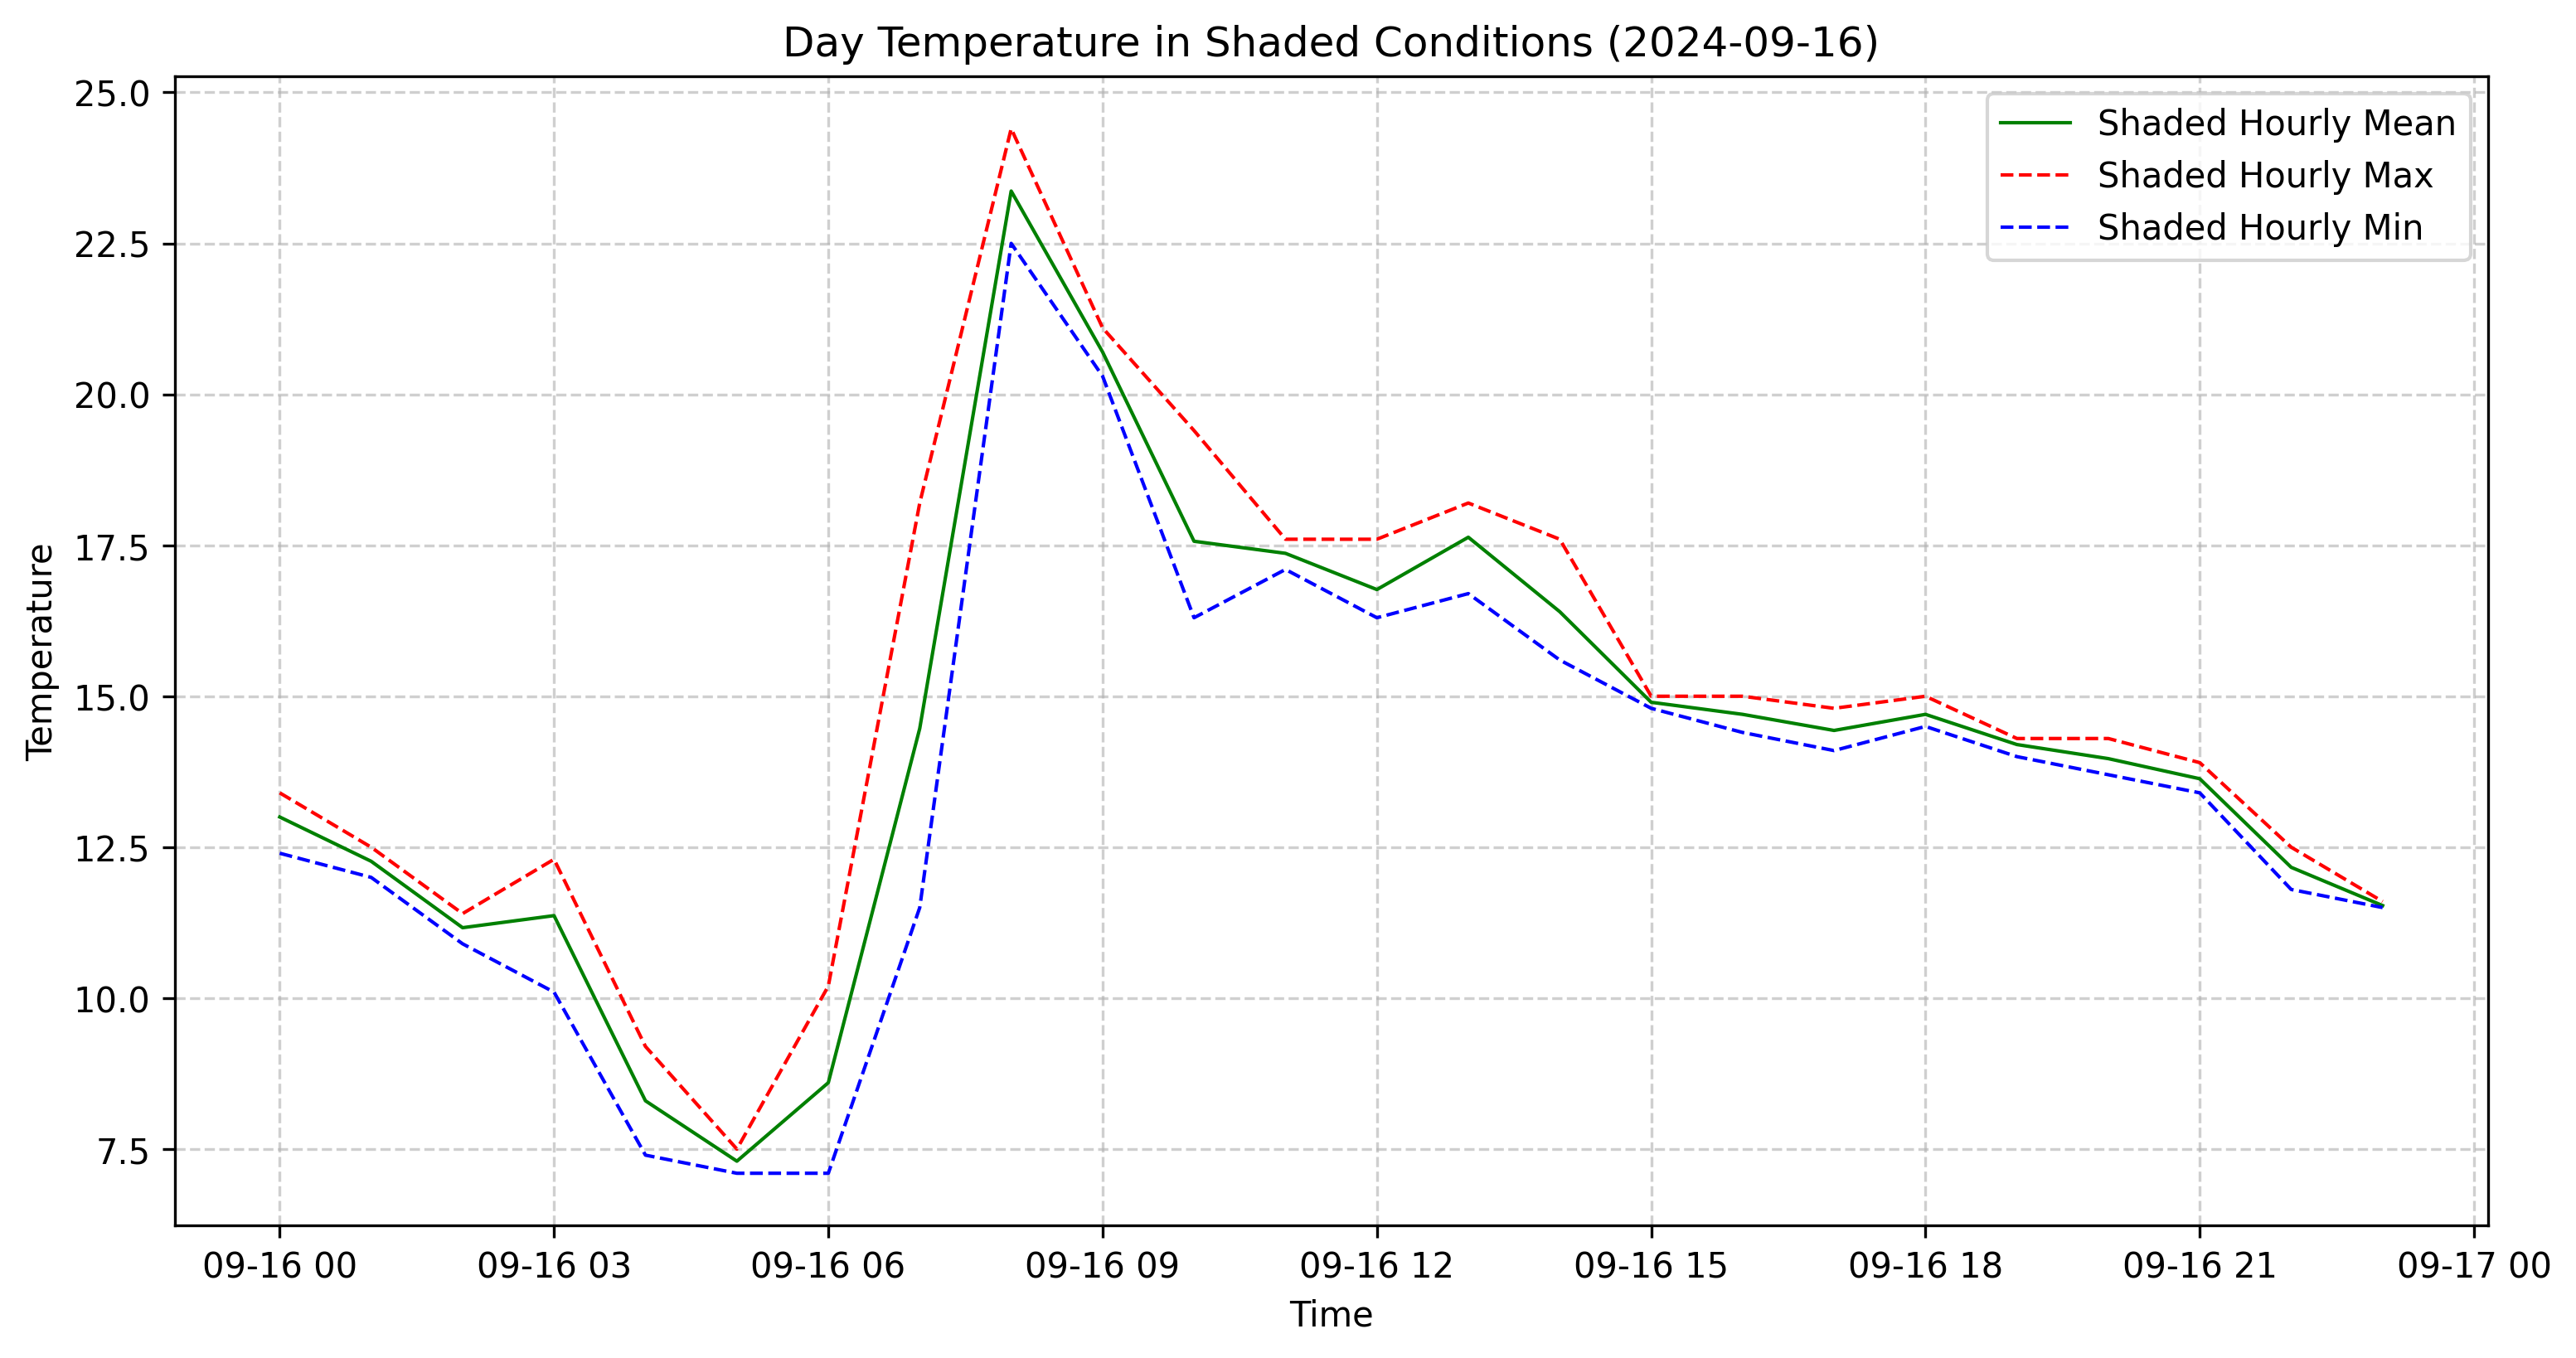 Day Temperature in Shaded Conditions (2024-09-16)
Shaded Hourly Mean
Shaded Hourly Max
Shaded Hourly Min
25.0
22.5
20.0
17.5
15.0
12.5
10.0
7.5
Temperature
09-16 00 09-16 03 09-16 06 09-16 09 09-16 12 09-16 15 09-16 18 09-16 21 09-17 00
Time